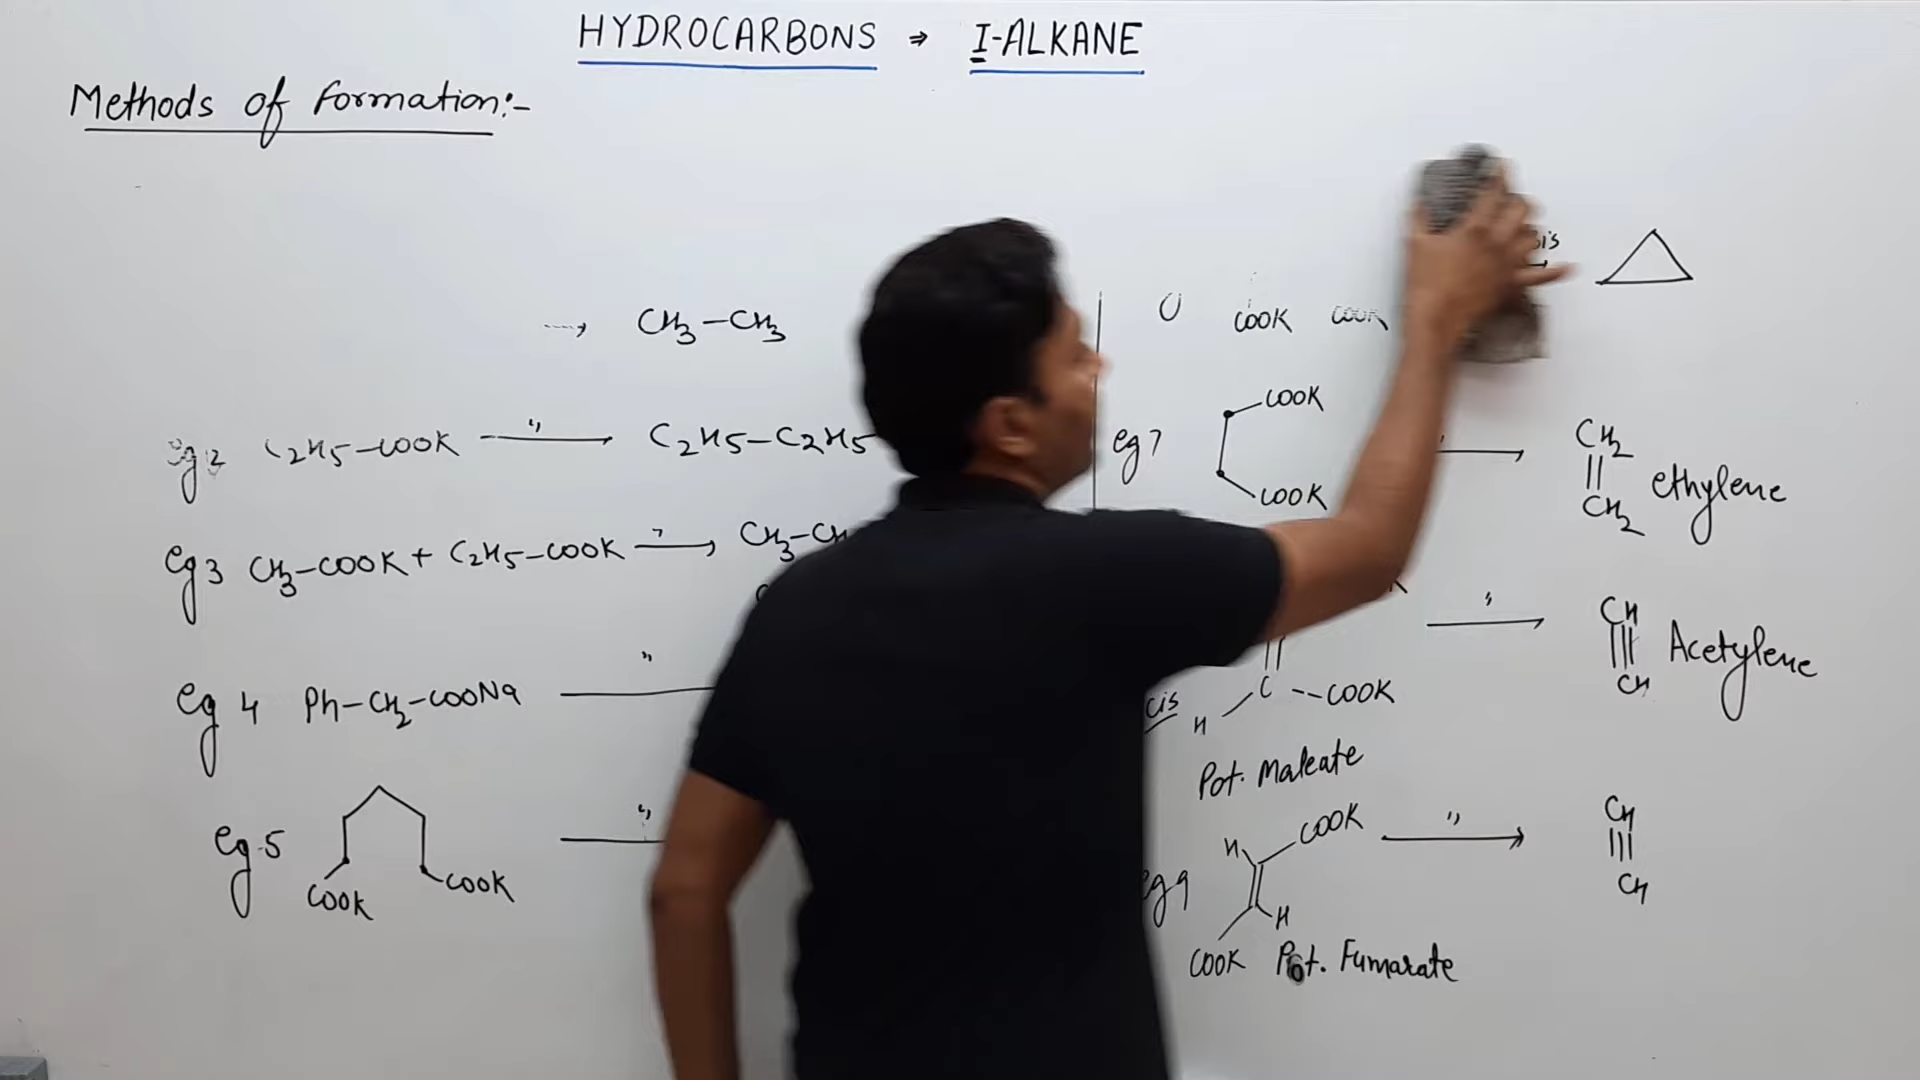 HYDROCARBONS → I-ALKANE
Methods of formation:-
→ CH3-CH3
eg 2 C2H5-COOK → C2H5-C2H5
eg 3 CH3-COOK + C2H5-COOK → CH3-CH
eg 4 Ph-CH2-COONa
eg.5 COOK COOK
COOK COOK
eg 7 COOK COOK → CH2=CH2 ethylene
cis H C COOK → CH≡CH Acetylene
Pot. Maleate
eg 9 H COOK H COOK → CH≡CH
Pot. Fumarate